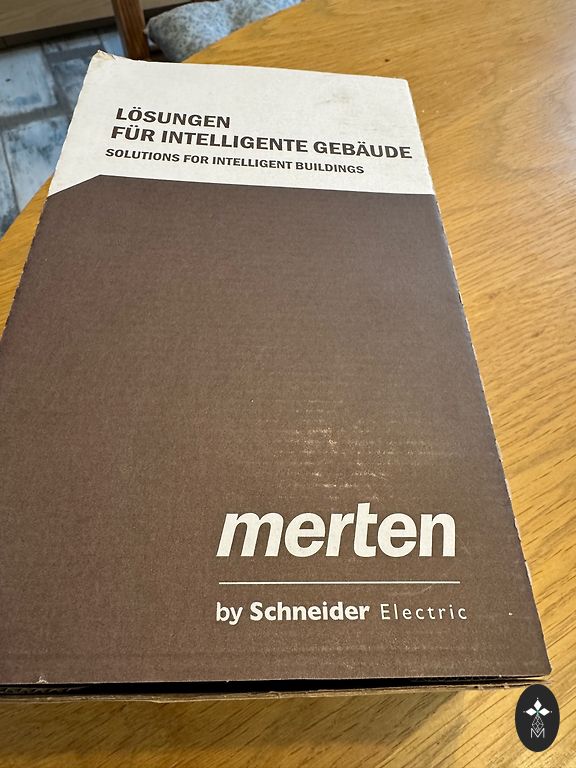 LÖSUNGEN
FÜR INTELLIGENTE GEBÄUDE
SOLUTIONS FOR INTELLIGENT BUILDINGS
merten
by Schneider Electric
M